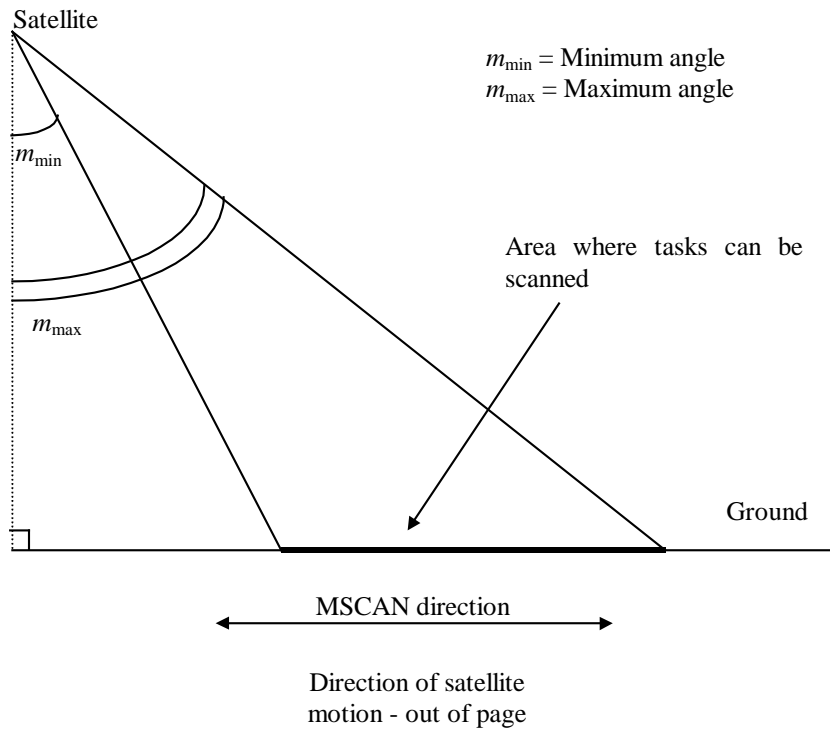 Satellite
m_min = Minimum angle
m_max = Maximum angle
m_min
Area where tasks can be
scanned
m_max
Ground
MSCAN direction
Direction of satellite
motion - out of page